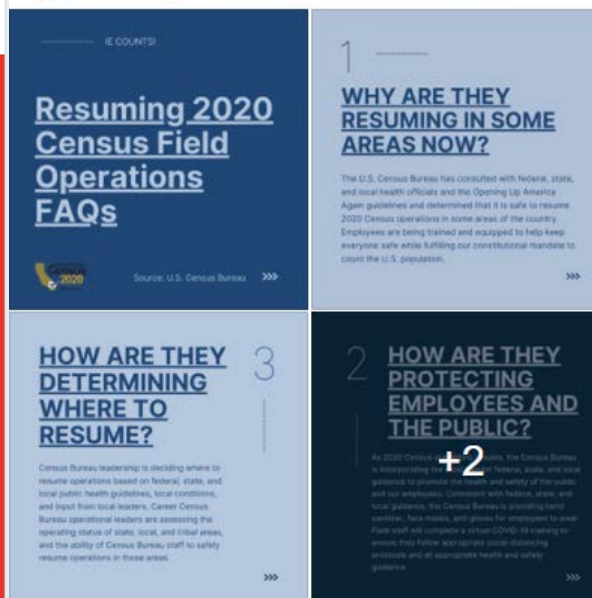 IE COUNTS!
Resuming 2020
Census Field
Operations
FAQs
CENSUS
2020
Source: U.S. Census Bureau >>>
1
WHY ARE THEY
RESUMING IN SOME
AREAS NOW?
The U.S. Census Bureau has consulted with federal, state,
and local health officials and the Opening Up America
Again guidelines and determined that it is safe to resume
2020 Census operations in some areas of the country.
Employees are being trained and equipped to help keep
everyone safe while fulfilling our constitutional mandate to
count the U.S. population.
>>>
HOW ARE THEY
DETERMINING
WHERE TO
RESUME?
3
Census Bureau leadership is deciding where to
resume operations based on federal, state, and
local public health guidelines, local conditions,
and input from local leaders. Career Census
Bureau operational leaders are assessing the
operating status of state, local, and tribal areas,
and the ability of Census Bureau staff to safely
resume operations in those areas.
>>>
2
HOW ARE THEY
PROTECTING
EMPLOYEES AND
THE PUBLIC?
+2
As 2020 Census the Census Bureau
is incorporating the federal, state, and local
guidance to promote the health and safety of the public
and our employees. Consistent with federal, state, and
local guidance, the Census Bureau is providing hand
sanitizer, face masks, and gloves for employees to wear.
Field staff will complete a virtual COVID-19 training to
ensure they follow appropriate social distancing
protocols and all appropriate health and safety
guidance.
>>>